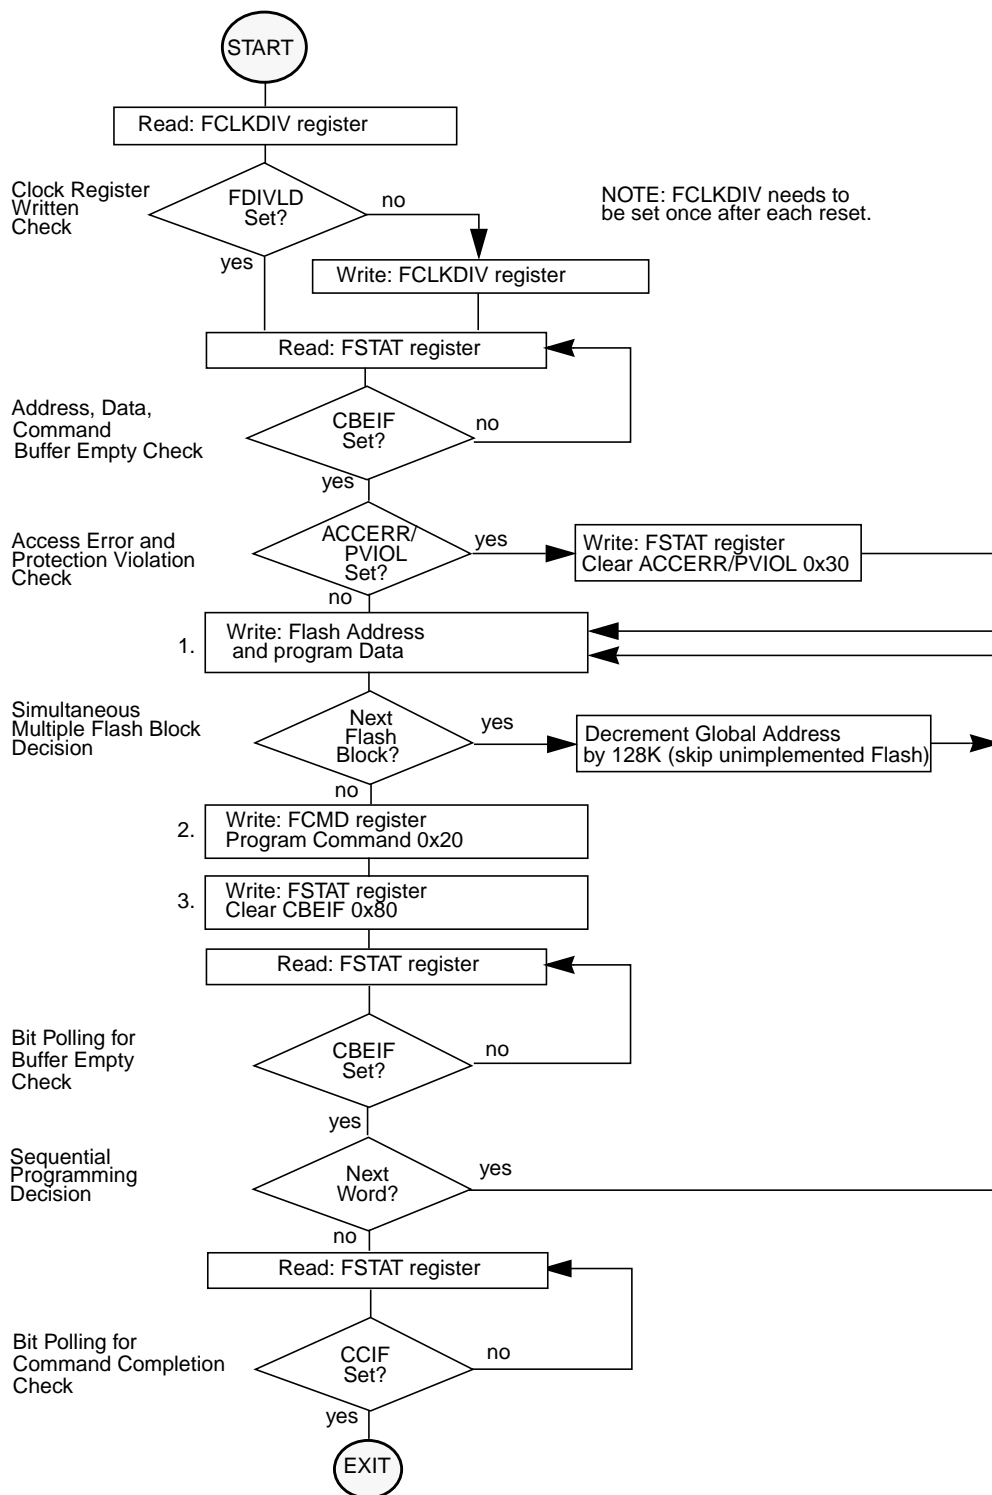 START
Read: FCLKDIV register
Clock Register
Written
Check
FDIVLD
Set?
no
yes
NOTE: FCLKDIV needs to
be set once after each reset.
Write: FCLKDIV register
Read: FSTAT register
Address, Data,
Command
Buffer Empty Check
CBEIF
Set?
no
yes
Access Error and
Protection Violation
Check
ACCERR/
PVIOL
Set?
yes
no
Write: FSTAT register
Clear ACCERR/PVIOL 0x30
1.
Write: Flash Address
and program Data
Simultaneous
Multiple Flash Block
Decision
Next
Flash
Block?
yes
no
Decrement Global Address
by 128K (skip unimplemented Flash)
2.
Write: FCMD register
Program Command 0x20
3.
Write: FSTAT register
Clear CBEIF 0x80
Read: FSTAT register
Bit Polling for
Buffer Empty
Check
CBEIF
Set?
no
yes
Sequential
Programming
Decision
Next
Word?
yes
no
Read: FSTAT register
Bit Polling for
Command Completion
Check
CCIF
Set?
no
yes
EXIT